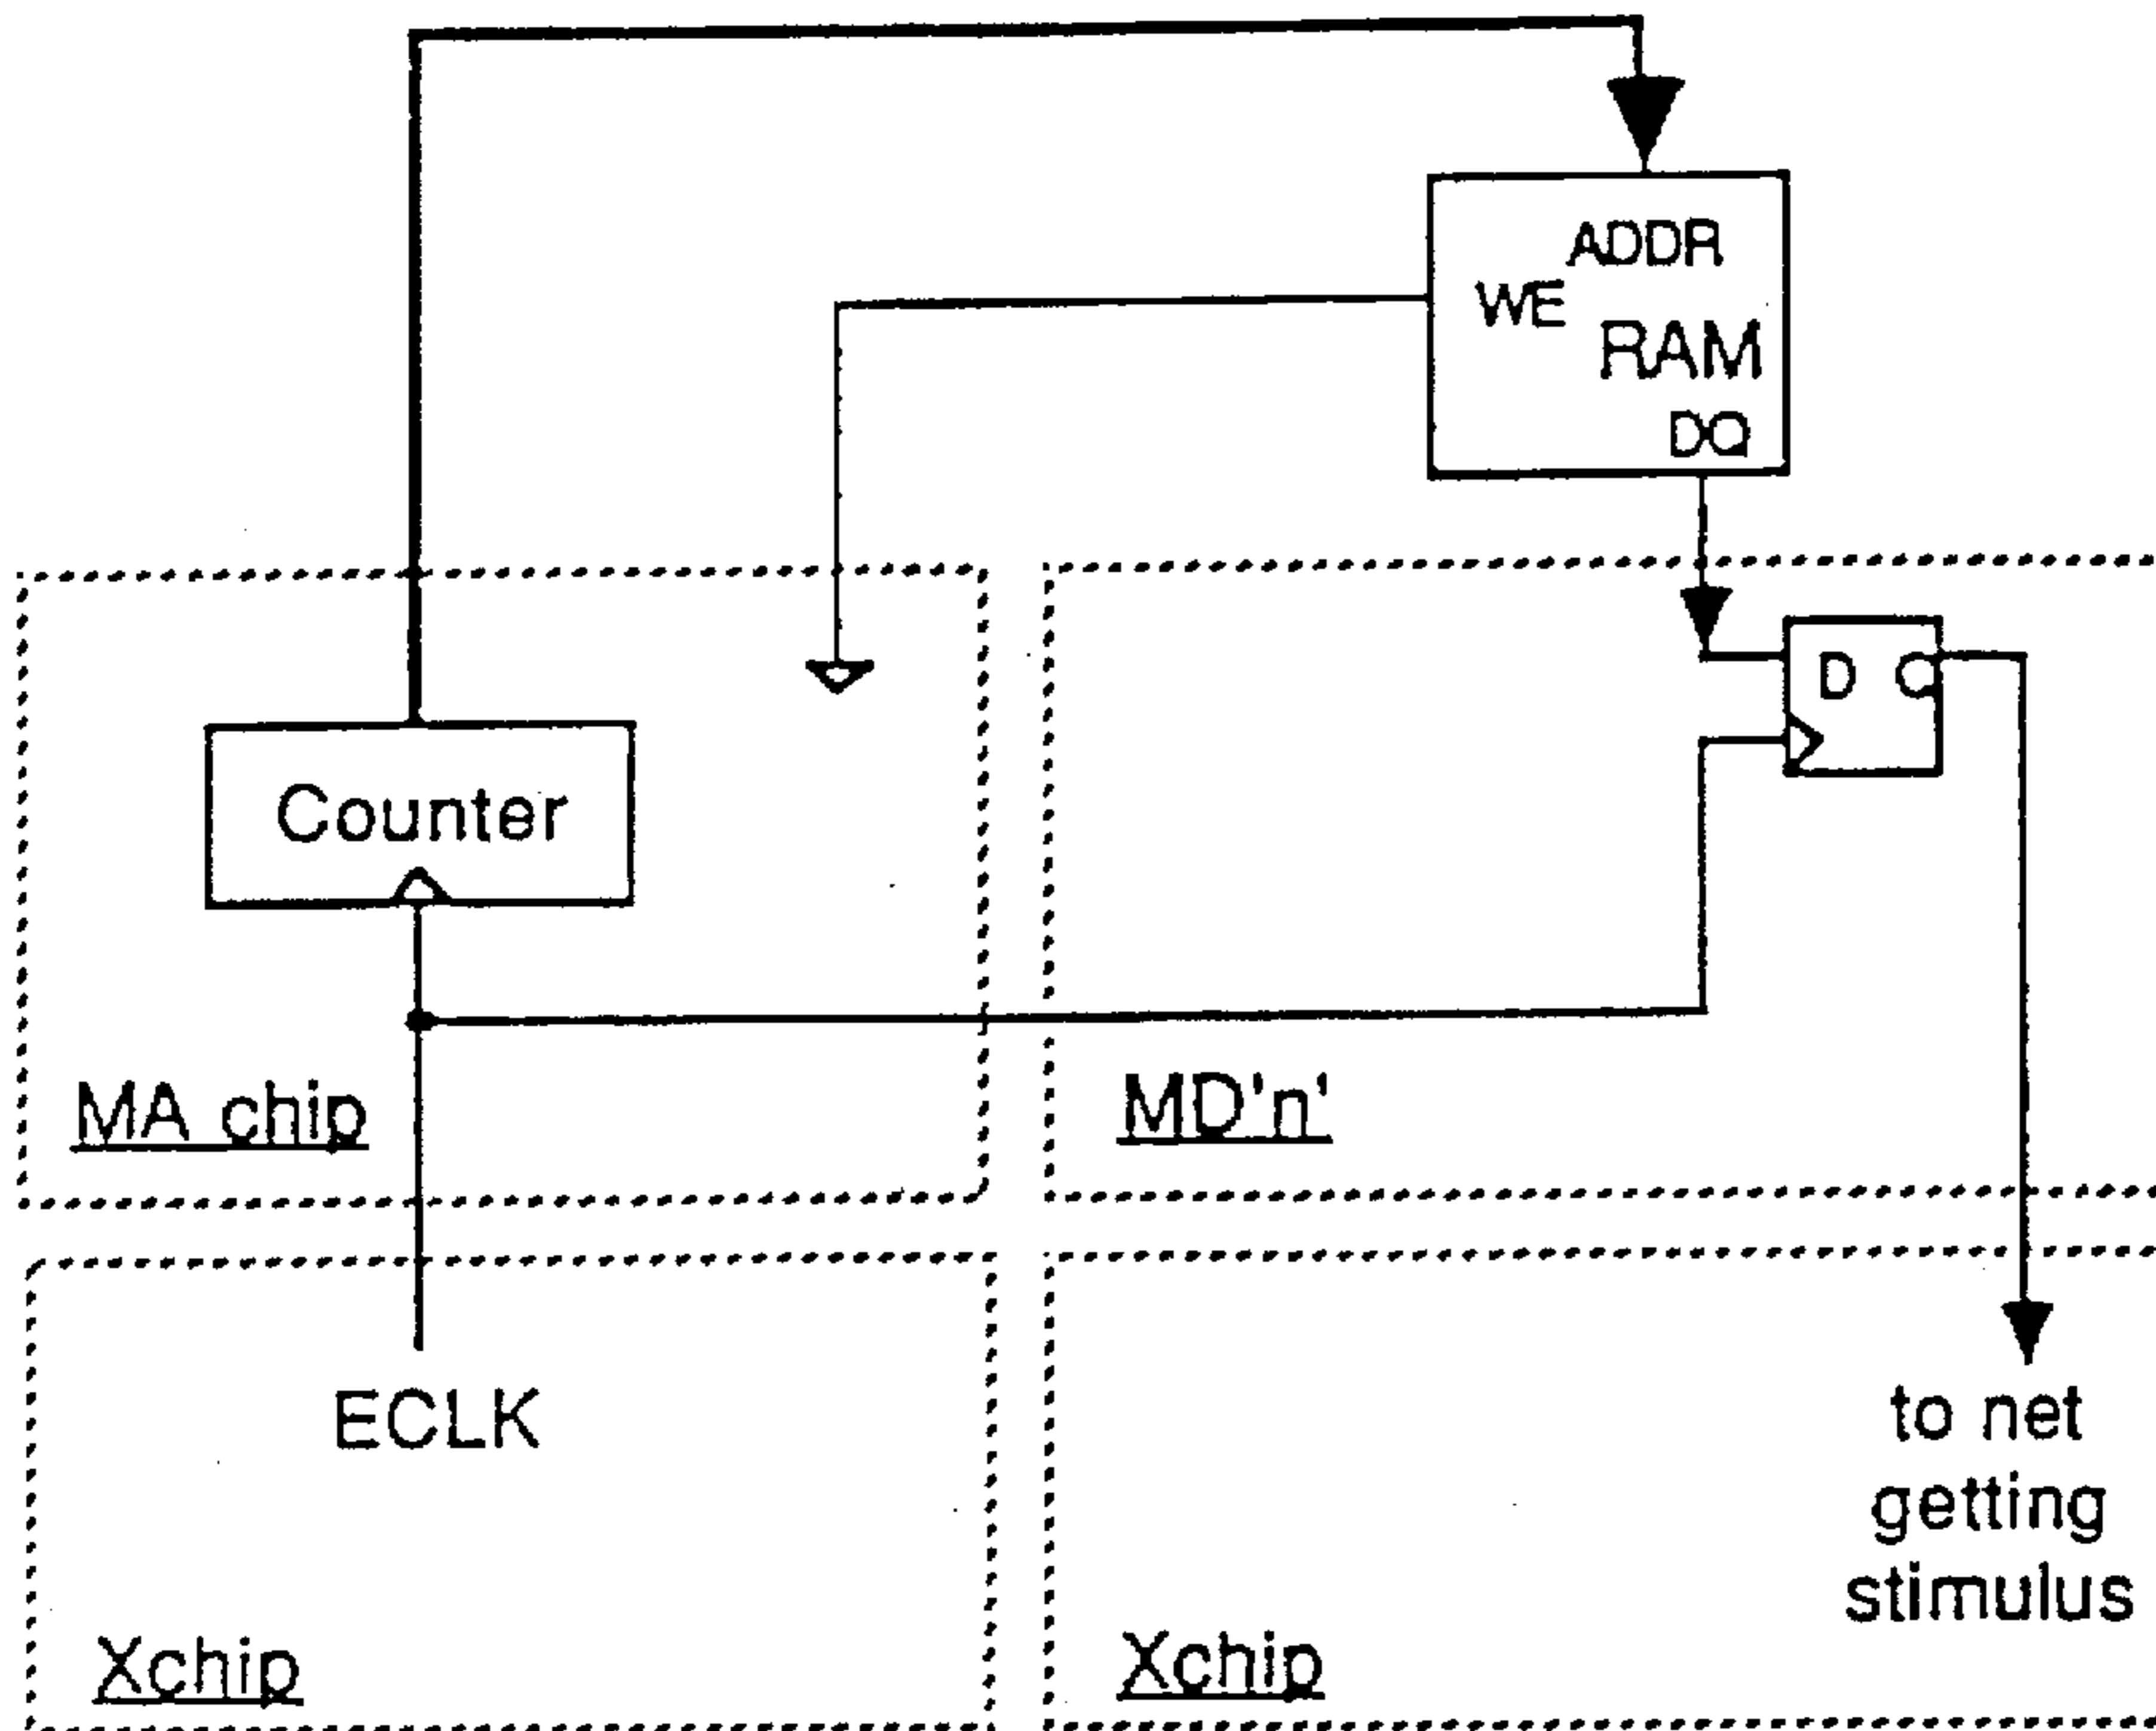 ADDR
WE
RAM
DQ
D Q
Counter
MA chip
MD'n'
ECLK
to net
getting
stimulus
Xchip
Xchip